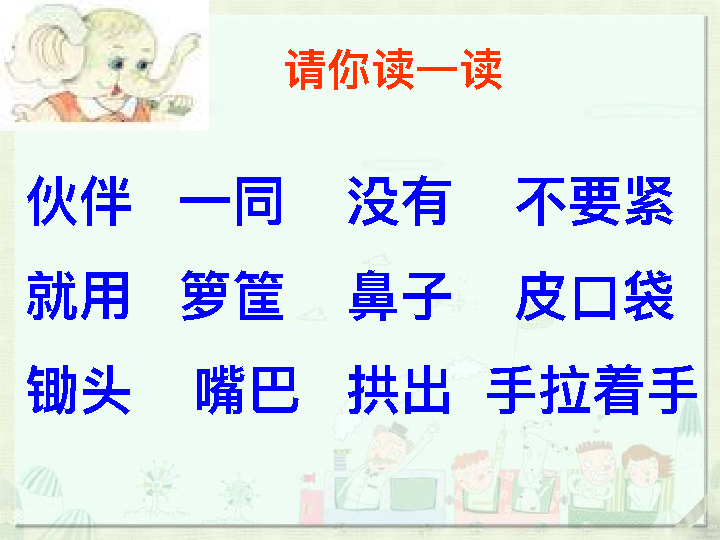 请你读一读
伙伴 一同 没有 不要紧
就用 箩筐 鼻子 皮口袋
锄头 嘴巴 拱出 手拉着手